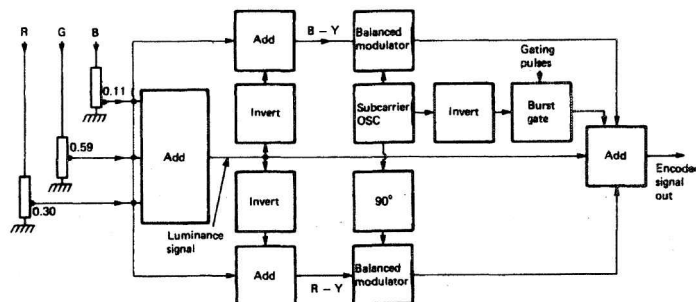 R
G
B
0.11
0.59
0.30
Add
Luminance
signal
Add
Invert
Invert
Add
B – Y
R – Y
Balanced
modulator
Subcarrier
OSC
90°
Balanced
modulator
Invert
Gating
pulses
Burst
gate
Add
Encoded
signal
out